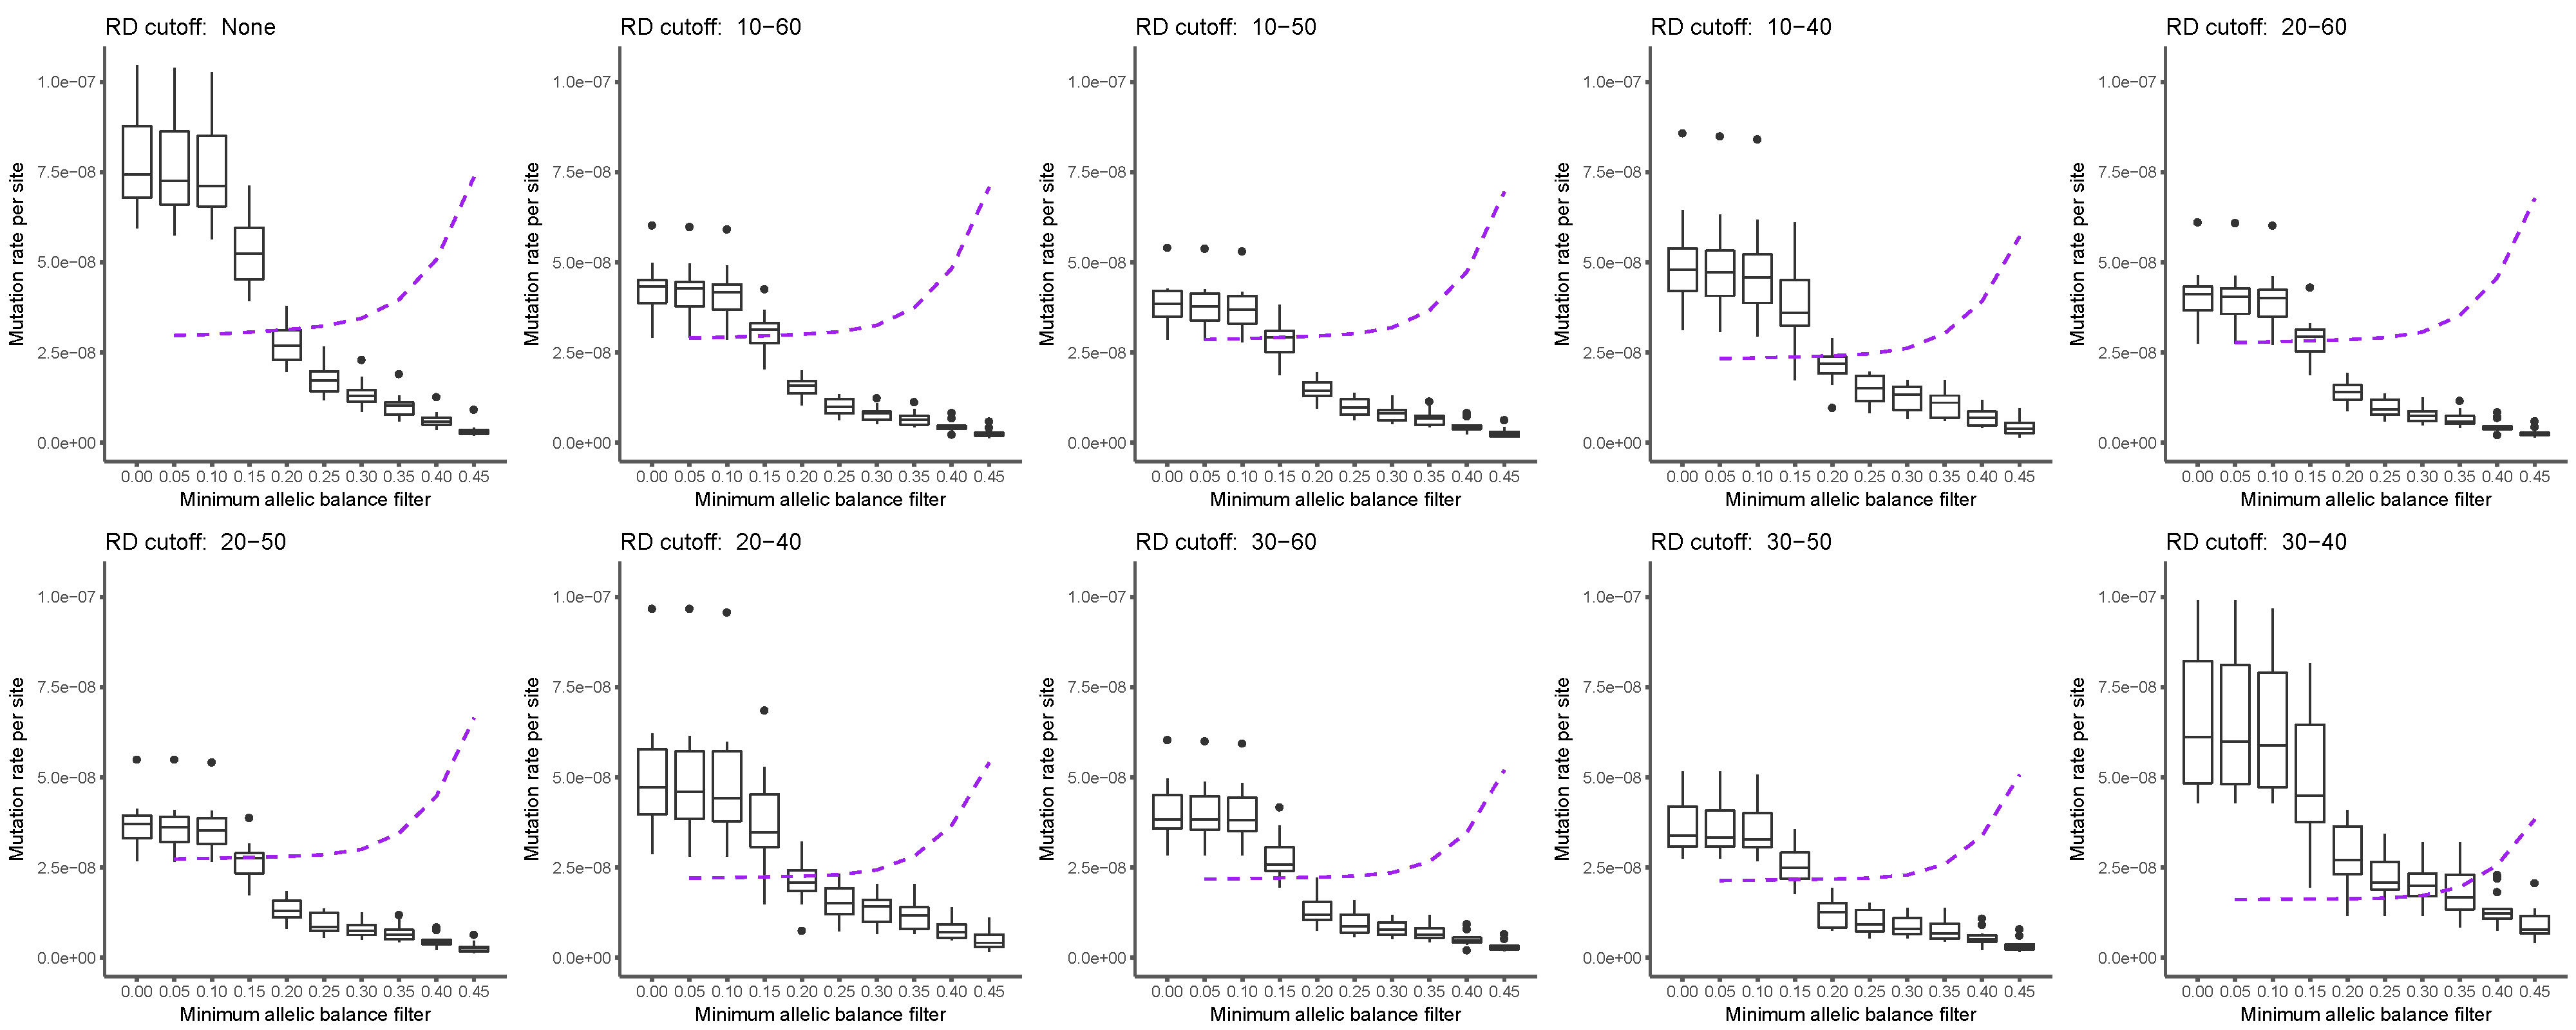 RD cutoff: None
RD cutoff: 10−60
RD cutoff: 10−50
RD cutoff: 10−40
RD cutoff: 20−60
1.0e−07
7.5e−08
5.0e−08
2.5e−08
0.0e+00
Mutation rate per site
0.00 0.05 0.10 0.15 0.20 0.25 0.30 0.35 0.40 0.45
Minimum allelic balance filter
1.0e−07
7.5e−08
5.0e−08
2.5e−08
0.0e+00
Mutation rate per site
0.00 0.05 0.10 0.15 0.20 0.25 0.30 0.35 0.40 0.45
Minimum allelic balance filter
1.0e−07
7.5e−08
5.0e−08
2.5e−08
0.0e+00
Mutation rate per site
0.00 0.05 0.10 0.15 0.20 0.25 0.30 0.35 0.40 0.45
Minimum allelic balance filter
1.0e−07
7.5e−08
5.0e−08
2.5e−08
0.0e+00
Mutation rate per site
0.00 0.05 0.10 0.15 0.20 0.25 0.30 0.35 0.40 0.45
Minimum allelic balance filter
1.0e−07
7.5e−08
5.0e−08
2.5e−08
0.0e+00
Mutation rate per site
0.00 0.05 0.10 0.15 0.20 0.25 0.30 0.35 0.40 0.45
Minimum allelic balance filter
RD cutoff: 20−50
RD cutoff: 20−40
RD cutoff: 30−60
RD cutoff: 30−50
RD cutoff: 30−40
1.0e−07
7.5e−08
5.0e−08
2.5e−08
0.0e+00
Mutation rate per site
0.00 0.05 0.10 0.15 0.20 0.25 0.30 0.35 0.40 0.45
Minimum allelic balance filter
1.0e−07
7.5e−08
5.0e−08
2.5e−08
0.0e+00
Mutation rate per site
0.00 0.05 0.10 0.15 0.20 0.25 0.30 0.35 0.40 0.45
Minimum allelic balance filter
1.0e−07
7.5e−08
5.0e−08
2.5e−08
0.0e+00
Mutation rate per site
0.00 0.05 0.10 0.15 0.20 0.25 0.30 0.35 0.40 0.45
Minimum allelic balance filter
1.0e−07
7.5e−08
5.0e−08
2.5e−08
0.0e+00
Mutation rate per site
0.00 0.05 0.10 0.15 0.20 0.25 0.30 0.35 0.40 0.45
Minimum allelic balance filter
1.0e−07
7.5e−08
5.0e−08
2.5e−08
0.0e+00
Mutation rate per site
0.00 0.05 0.10 0.15 0.20 0.25 0.30 0.35 0.40 0.45
Minimum allelic balance filter